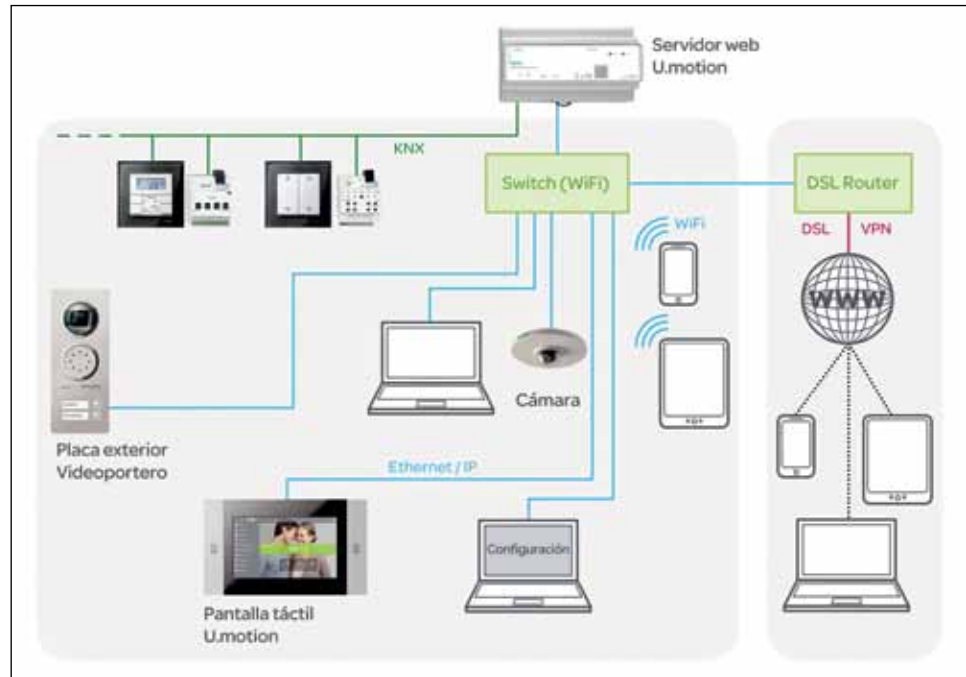 Servidor web
U.motion
KNX
Switch (WiFi)
DSL Router
WiFi
DSL VPN
WWW
Cámara
Placa exterior
Videoportero
Ethernet / IP
Configuración
Pantalla táctil
U.motion